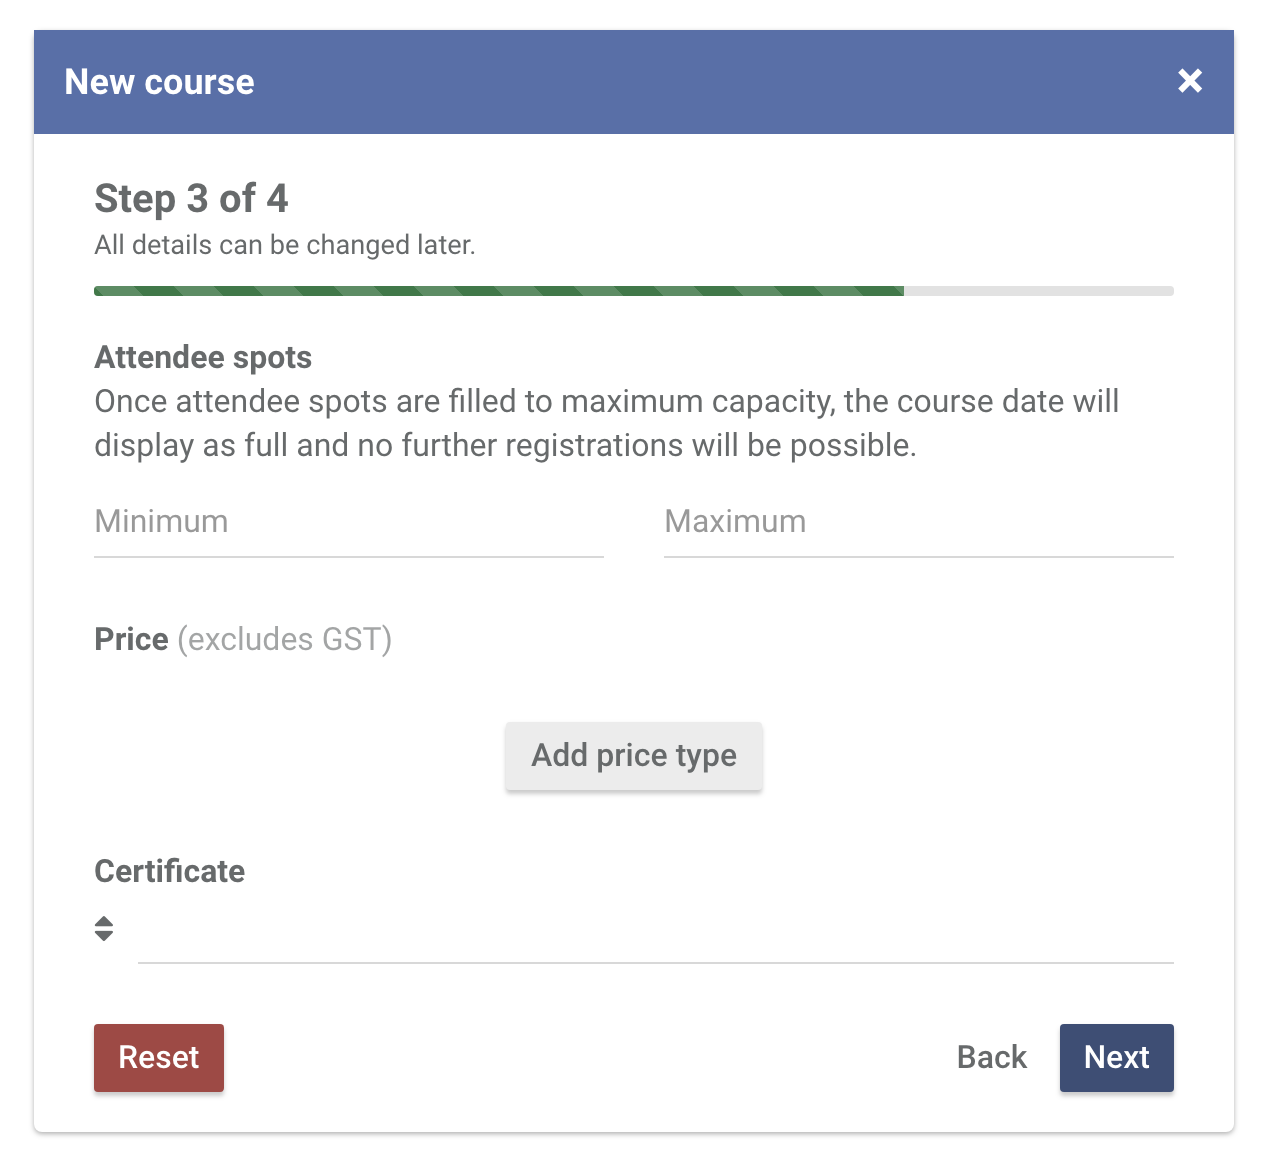 New course
Step 3 of 4
All details can be changed later.
Attendee spots
Once attendee spots are filled to maximum capacity, the course date will
display as full and no further registrations will be possible.
Minimum Maximum
Price (excludes GST)
Add price type
Certificate
Reset Back Next